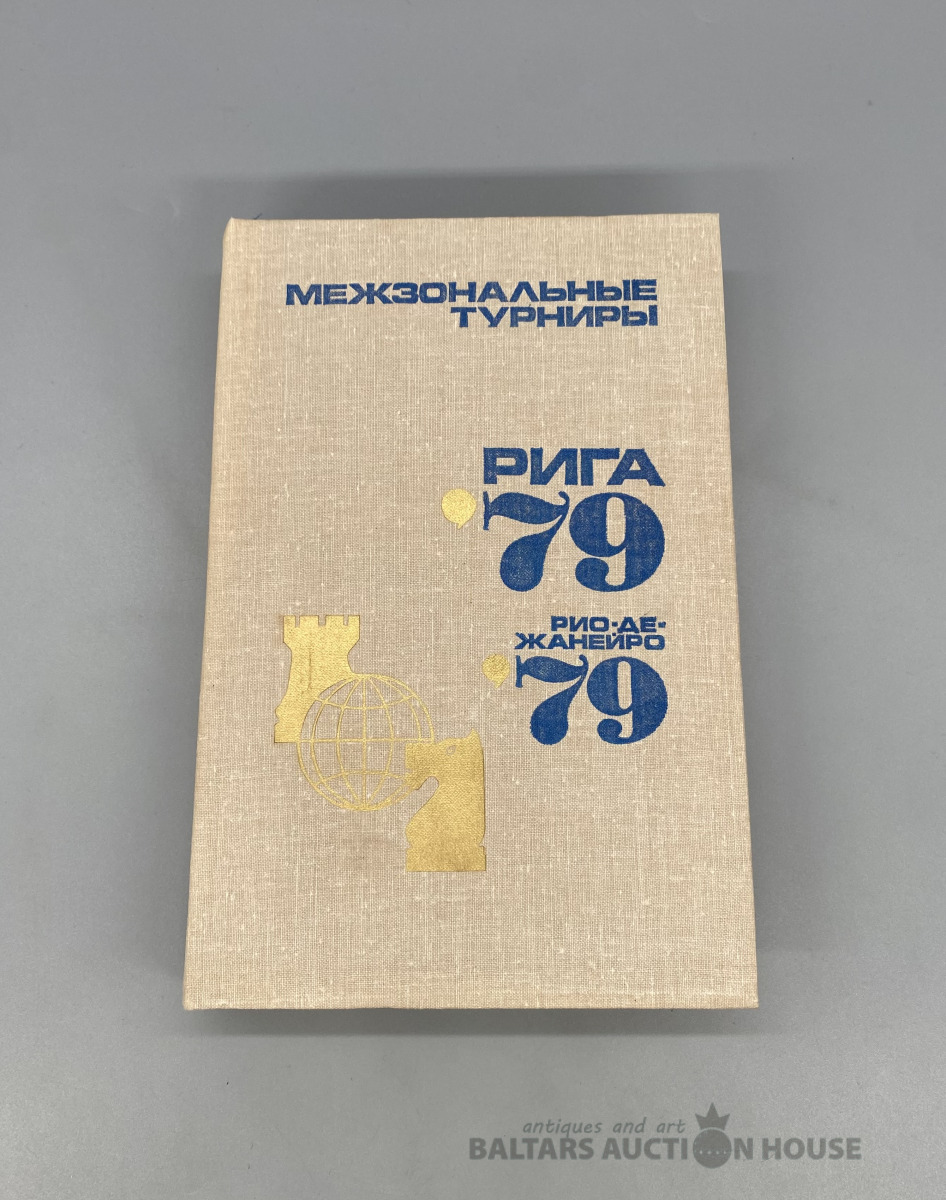 МЕЖЗОНАЛЬНЫЕ
ТУРНИРЫ
РИГА
'79
РИО-ДЕ-
ЖАНЕЙРО
'79
antiques and art
BALTARS AUCTION HOUSE